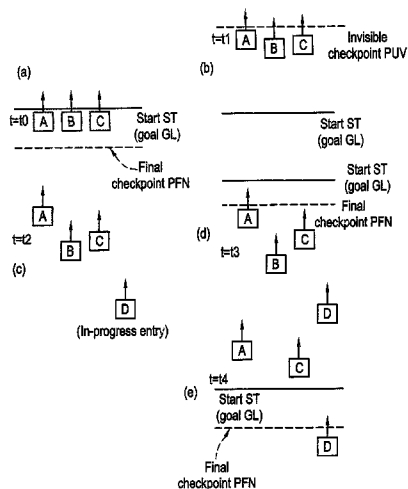 (a)
t=t0
A
B
C
Start ST
(goal GL)
Final
checkpoint PFN
t=t1
A
B
C
Invisible
checkpoint PUV
(b)
Start ST
(goal GL)
t=t2
A
B
C
(c)
D
(In-progress entry)
Start ST
(goal GL)
Final
checkpoint PFN
A
B
C
(d)
t=t3
D
A
C
t=t4
(e)
Start ST
(goal GL)
D
Final
checkpoint PFN